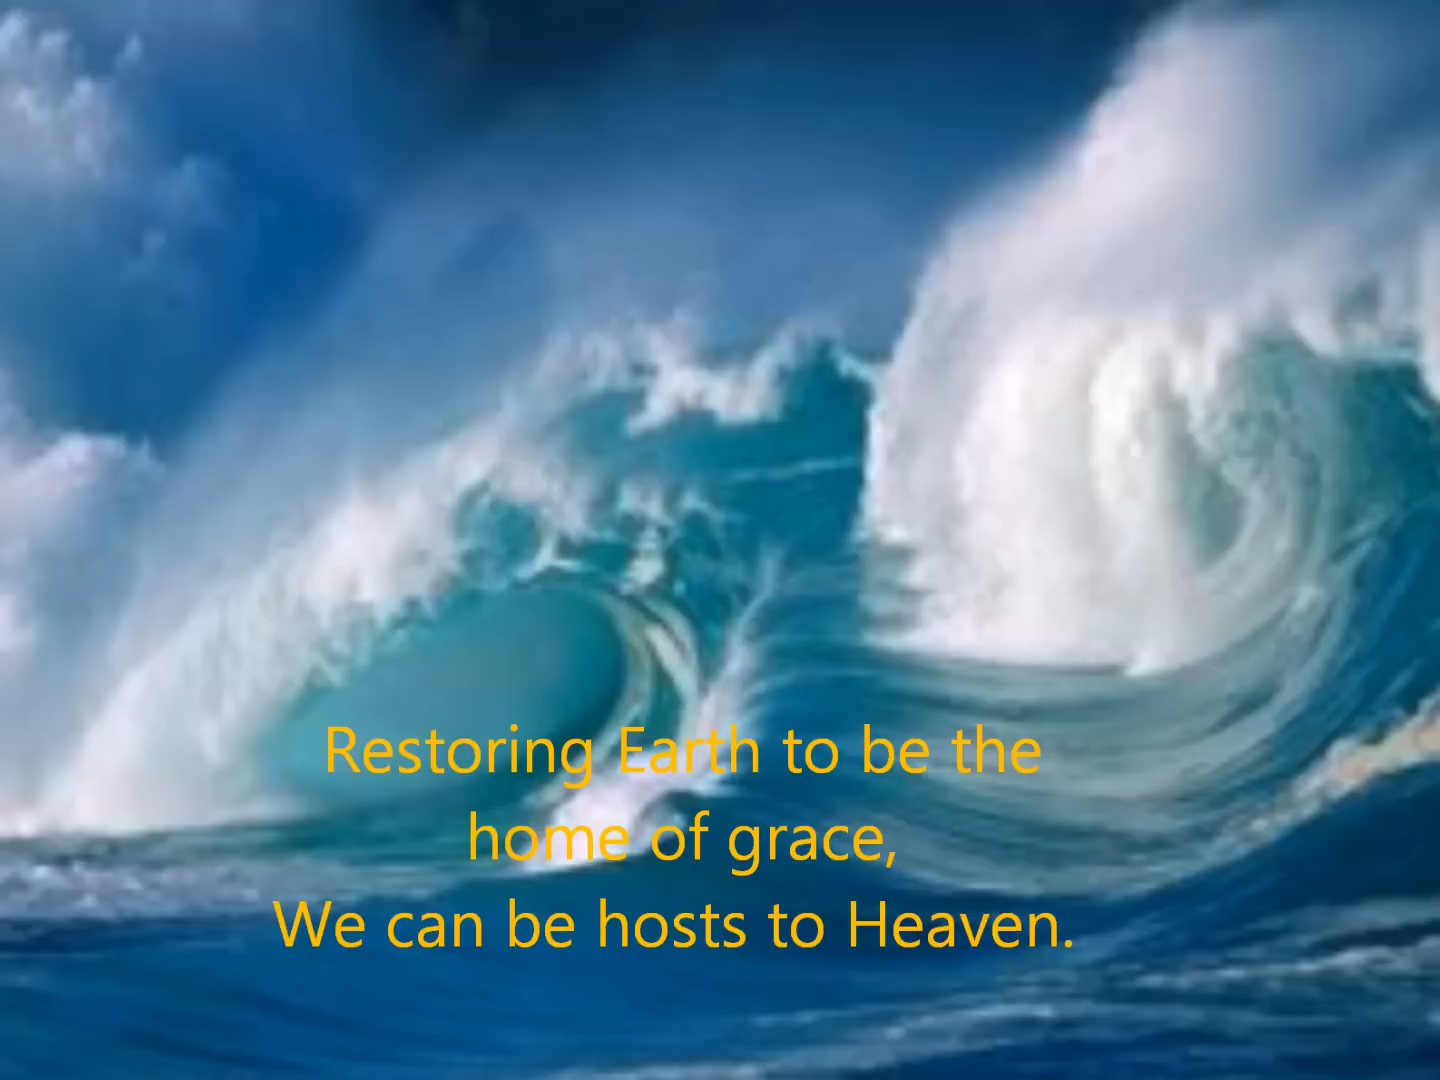 Restoring Earth to be the
home of grace,
We can be hosts to Heaven.